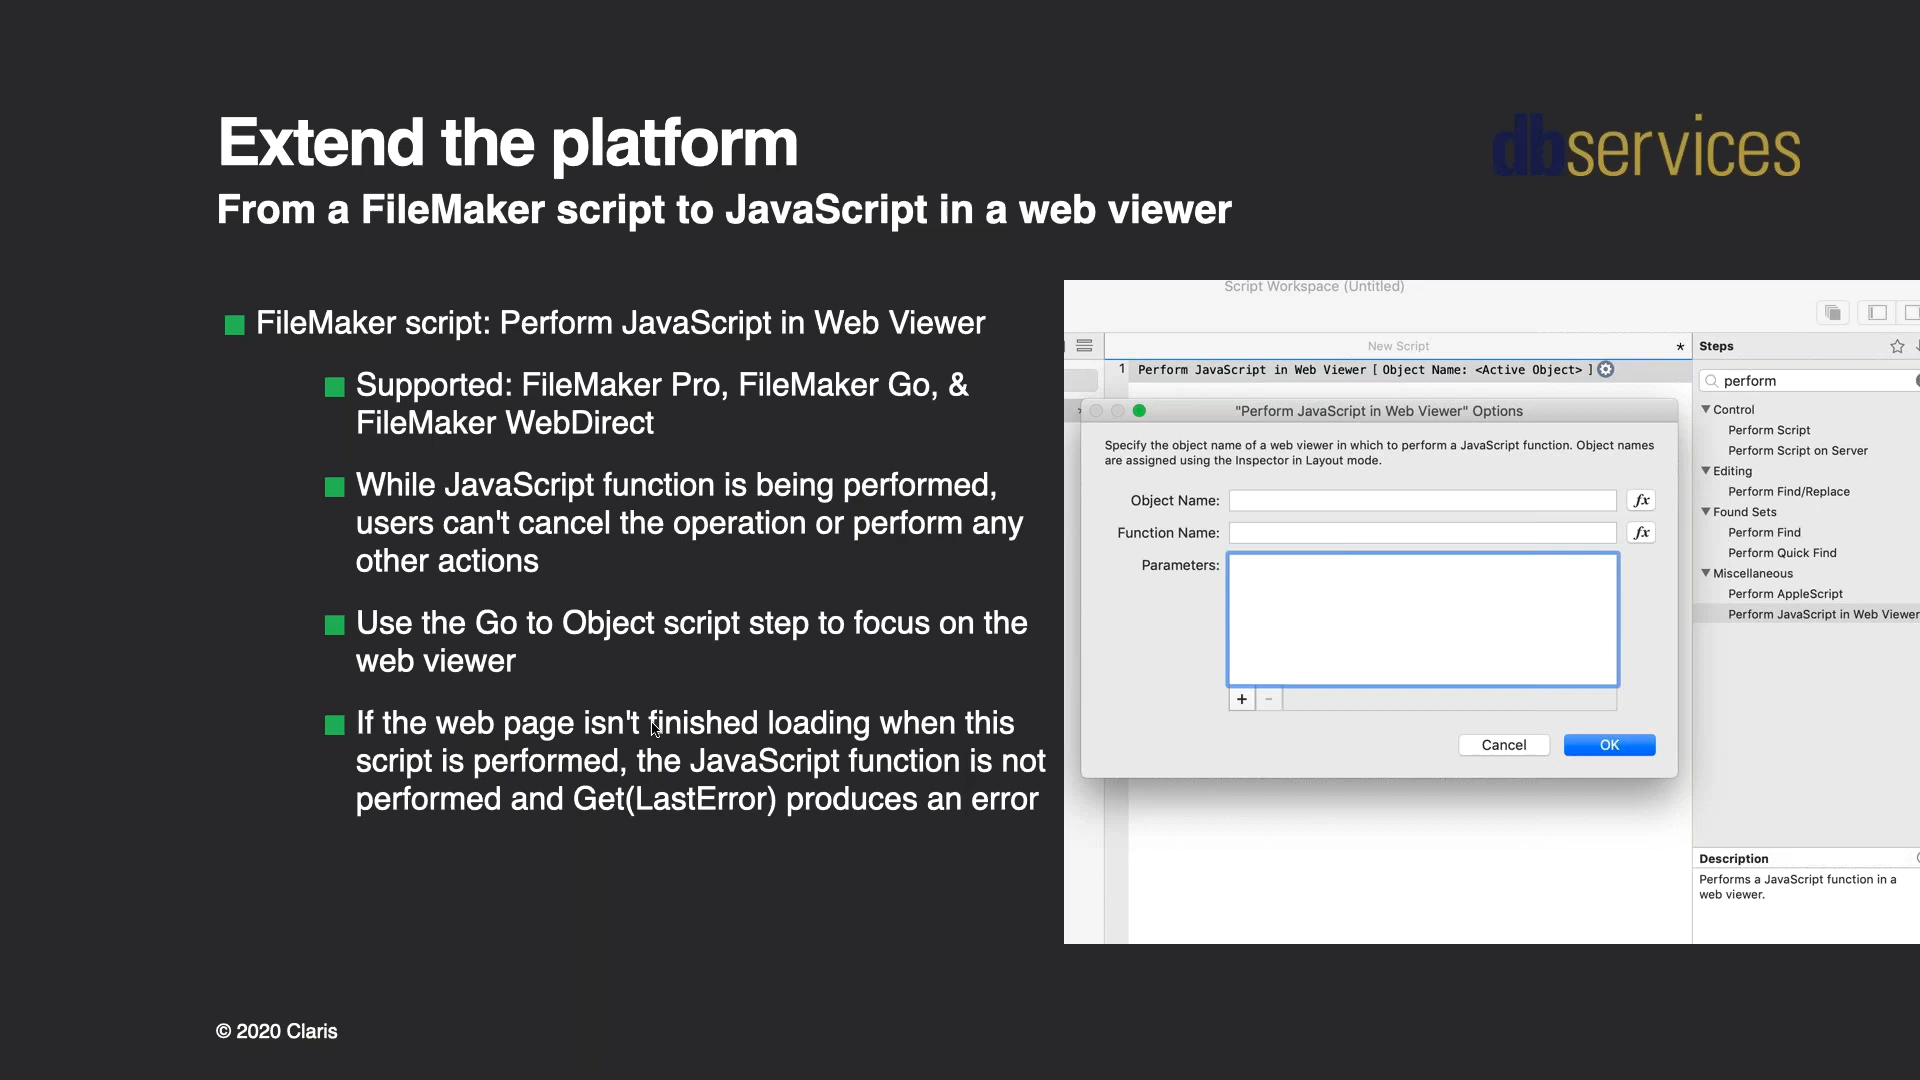 Extend the platform
From a FileMaker script to JavaScript in a web viewer
dbservices
FileMaker script: Perform JavaScript in Web Viewer
Supported: FileMaker Pro, FileMaker Go, &
FileMaker WebDirect
While JavaScript function is being performed,
users can't cancel the operation or perform any
other actions
Use the Go to Object script step to focus on the
web viewer
If the web page isn't finished loading when this
script is performed, the JavaScript function is not
performed and Get(LastError) produces an error
Script Workspace (Untitled)
New Script *
1 Perform JavaScript in Web Viewer [ Object Name: <Active Object> ]
"Perform JavaScript in Web Viewer" Options
Specify the object name of a web viewer in which to perform a JavaScript function. Object names
are assigned using the Inspector in Layout mode.
Object Name: fx
Function Name: fx
Parameters:
+ −
Cancel OK
Steps
perform
Control
Perform Script
Perform Script on Server
Editing
Perform Find/Replace
Found Sets
Perform Find
Perform Quick Find
Miscellaneous
Perform AppleScript
Perform JavaScript in Web Viewer
Description
Performs a JavaScript function in a
web viewer.
© 2020 Claris